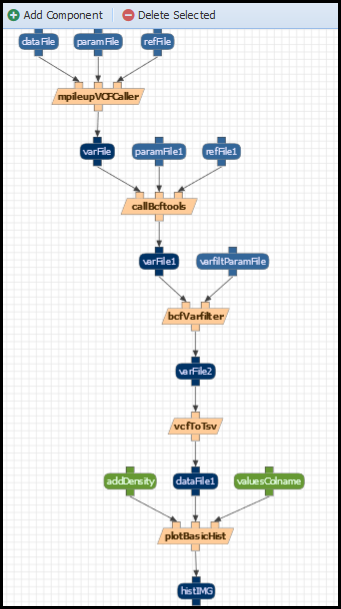 Add Component Delete Selected
dataFile paramFile refFile
mpileupVCFCaller
varFile paramFile1 refFile1
callBcftools
varFile1 varfiltParamFile
bcfVarfilter
varFile2
vcfToTsv
addDensity dataFile1 valuesColname
plotBasicHist
histIMG